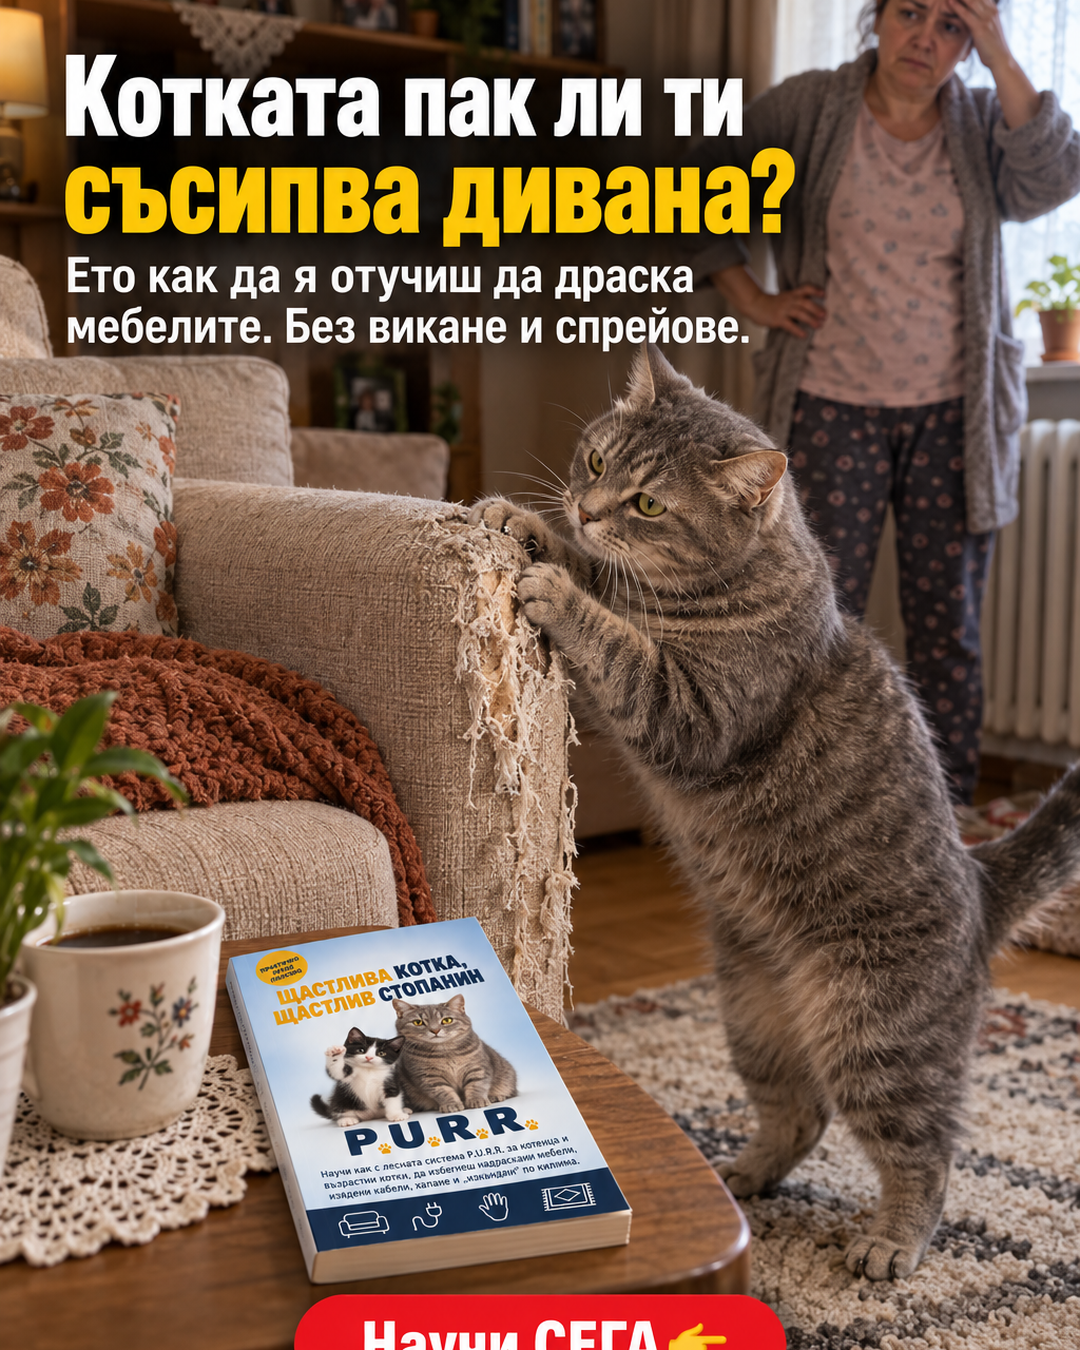 Котката пак ли ти
съсипва дивана?
Ето как да я отучиш да драска
мебелите. Без викане и спрейове.
ЩАСТЛИВА КОТКА,
ЩАСТЛИВ СТОПАНИН
P.U.R.R.
Научи как с лесната система P.U.R.R. за котенца и
възрастни котки, да избегнеш надраскани мебели,
изядени кабели, хапане и „изненади“ по килима.
Научи СЕГА